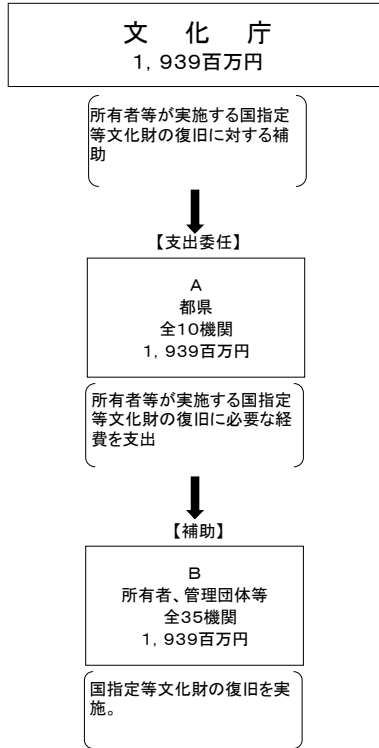 文　化　庁
１，９３９百万円
所有者等が実施する国指定
等文化財の復旧に対する補
助
【支出委任】
Ａ
都県
全１０機関
１，９３９百万円
所有者等が実施する国指定
等文化財の復旧に必要な経
費を支出
【補助】
Ｂ
所有者、管理団体等
全３５機関
１，９３９百万円
国指定等文化財の復旧を実
施。